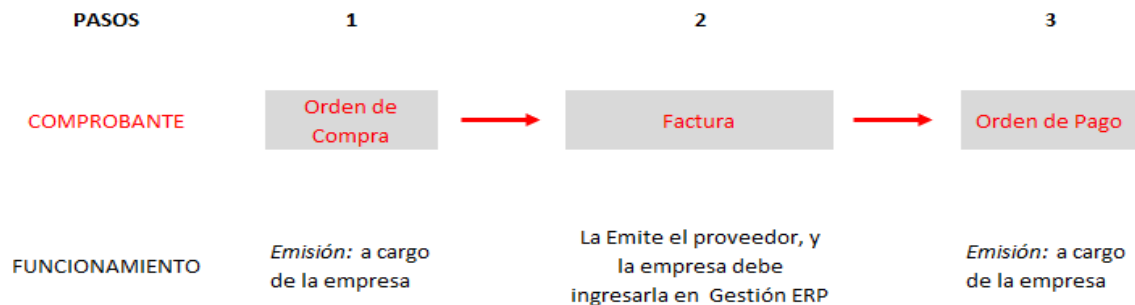 PASOS 1 2 3
COMPROBANTE
Orden de
Compra
Factura
Orden de Pago
FUNCIONAMIENTO
Emisión: a cargo
de la empresa
La Emite el proveedor, y
la empresa debe
ingresarla en Gestión ERP
Emisión: a cargo
de la empresa